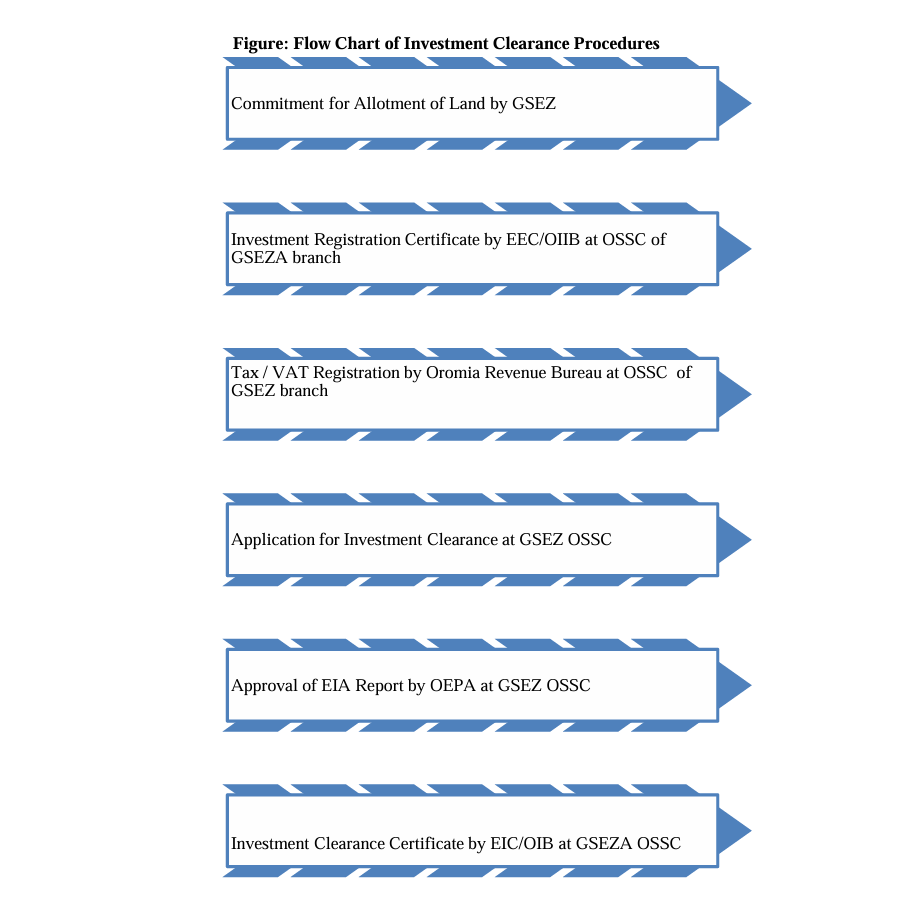 Figure: Flow Chart of Investment Clearance Procedures
Commitment for Allotment of Land by GSEZ
Investment Registration Certificate by EEC/OIIB at OSSC of
GSEZA branch
Tax / VAT Registration by Oromia Revenue Bureau at OSSC  of
GSEZ branch
Application for Investment Clearance at GSEZ OSSC
Approval of EIA Report by OEPA at GSEZ OSSC
Investment Clearance Certificate by EIC/OIB at GSEZA OSSC